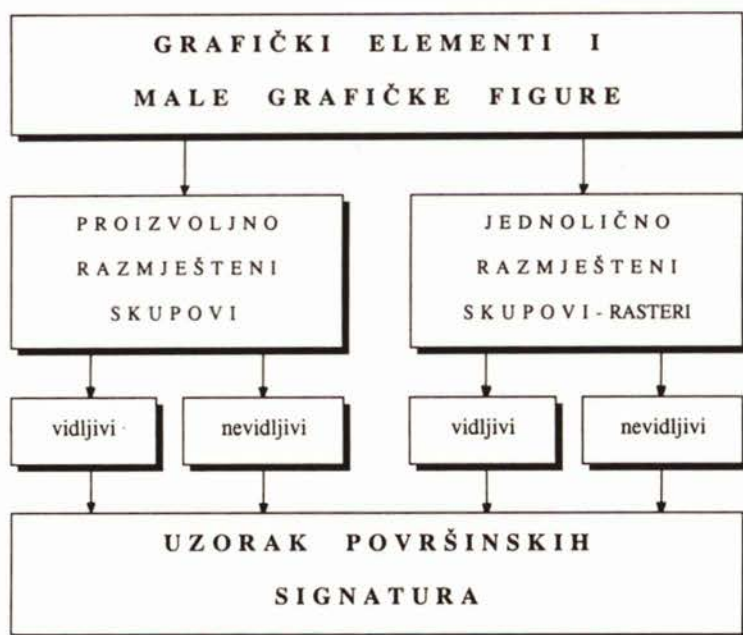 GRAFIČKI ELEMENTI I
MALE GRAFIČKE FIGURE
PROIZVOLJNO
RAZMJEŠTENI
SKUPOVI
JEDNOLIČNO
RAZMJEŠTENI
SKUPOVI - RASTERI
vidljivi
nevidljivi
vidljivi
nevidljivi
UZORAK POVRŠINSKIH
SIGNATURA